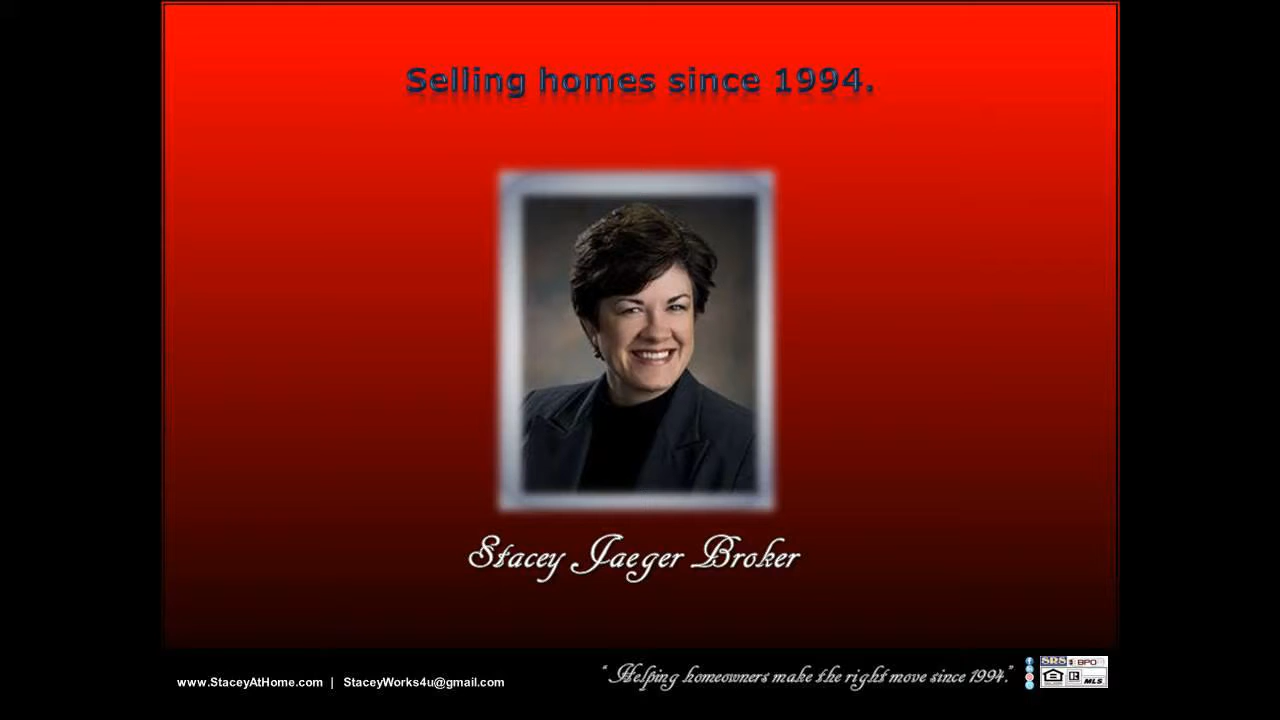 Selling homes since 1994.
Stacey Jaeger Broker
www.StaceyAtHome.com | StaceyWorks4u@gmail.com
“ Helping homeowners make the right move since 1994.”
SRS BPO
R MLS